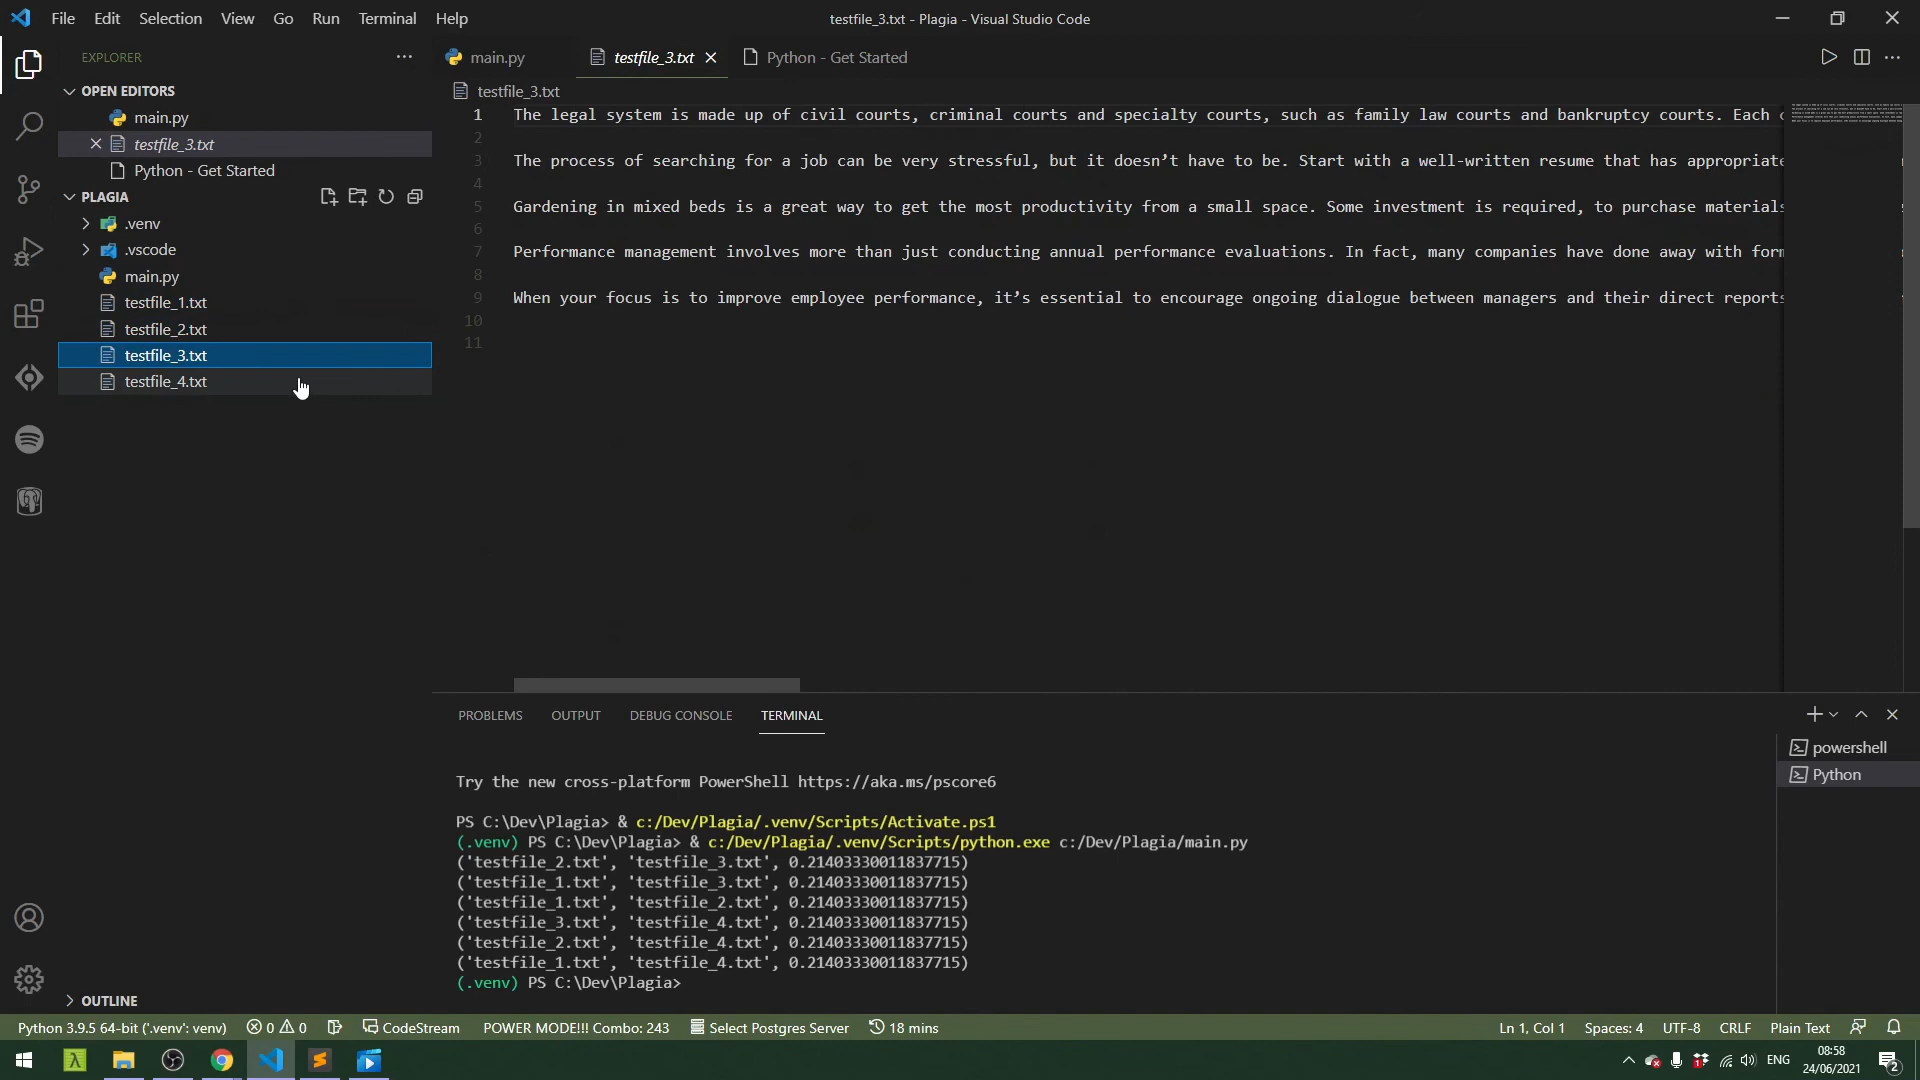 File Edit Selection View Go Run Terminal Help
testfile_3.txt - Plagia - Visual Studio Code
EXPLORER
OPEN EDITORS
main.py
testfile_3.txt
Python - Get Started
PLAGIA
.venv
.vscode
main.py
testfile_1.txt
testfile_2.txt
testfile_3.txt
testfile_4.txt
OUTLINE
main.py testfile_3.txt Python - Get Started
testfile_3.txt
1 The legal system is made up of civil courts, criminal courts and specialty courts, such as family law courts and bankruptcy courts. Each
2
3 The process of searching for a job can be very stressful, but it doesn’t have to be. Start with a well-written resume that has appropriate
4
5 Gardening in mixed beds is a great way to get the most productivity from a small space. Some investment is required, to purchase materials
6
7 Performance management involves more than just conducting annual performance evaluations. In fact, many companies have done away with
8
9 When your focus is to improve employee performance, it’s essential to encourage ongoing dialogue between managers and their direct reports
10
11
PROBLEMS OUTPUT DEBUG CONSOLE TERMINAL
powershell
Python
Try the new cross-platform PowerShell https://aka.ms/pscore6
PS C:\Dev\Plagia> & c:/Dev/Plagia/.venv/Scripts/Activate.ps1
(.venv) PS C:\Dev\Plagia> & c:/Dev/Plagia/.venv/Scripts/python.exe c:/Dev/Plagia/main.py
('testfile_2.txt', 'testfile_3.txt', 0.21403330011837715)
('testfile_1.txt', 'testfile_3.txt', 0.21403330011837715)
('testfile_1.txt', 'testfile_2.txt', 0.21403330011837715)
('testfile_3.txt', 'testfile_4.txt', 0.21403330011837715)
('testfile_2.txt', 'testfile_4.txt', 0.21403330011837715)
('testfile_1.txt', 'testfile_4.txt', 0.21403330011837715)
(.venv) PS C:\Dev\Plagia>
Python 3.9.5 64-bit ('.venv': venv) 0 0 CodeStream POWER MODE!!! Combo: 243 Select Postgres Server 18 mins Ln 1, Col 1 Spaces: 4 UTF-8 CRLF Plain Text
ENG 08:58
24/06/2021 2